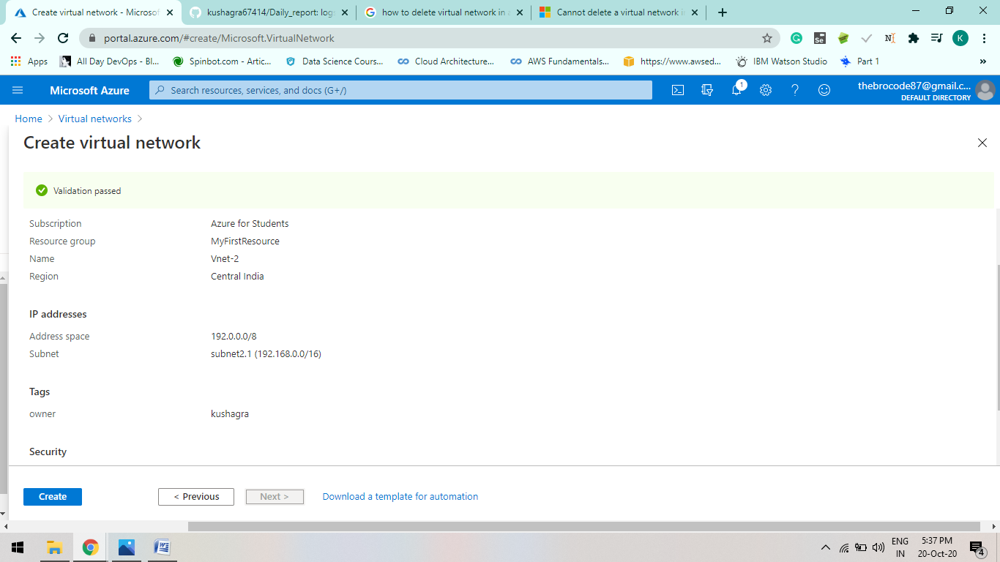 Create virtual network - Microsof
kushagra67414/Daily_report: log
how to delete virtual network in a
Cannot delete a virtual network i
portal.azure.com/#create/Microsoft.VirtualNetwork
Apps
All Day DevOps - Bl...
Spinbot.com - Artic...
Data Science Cours...
Cloud Architecture...
AWS Fundamentals...
https://www.awsed...
IBM Watson Studio
Part 1
Microsoft Azure
Search resources, services, and docs (G+/)
1
thebrocode87@gmail.c...
DEFAULT DIRECTORY
Home > Virtual networks >
Create virtual network
Validation passed
Subscription Azure for Students
Resource group MyFirstResource
Name Vnet-2
Region Central India
IP addresses
Address space 192.0.0.0/8
Subnet subnet2.1 (192.168.0.0/16)
Tags
owner kushagra
Security
Create < Previous Next > Download a template for automation
ENG
IN
5:37 PM
20-Oct-20
4